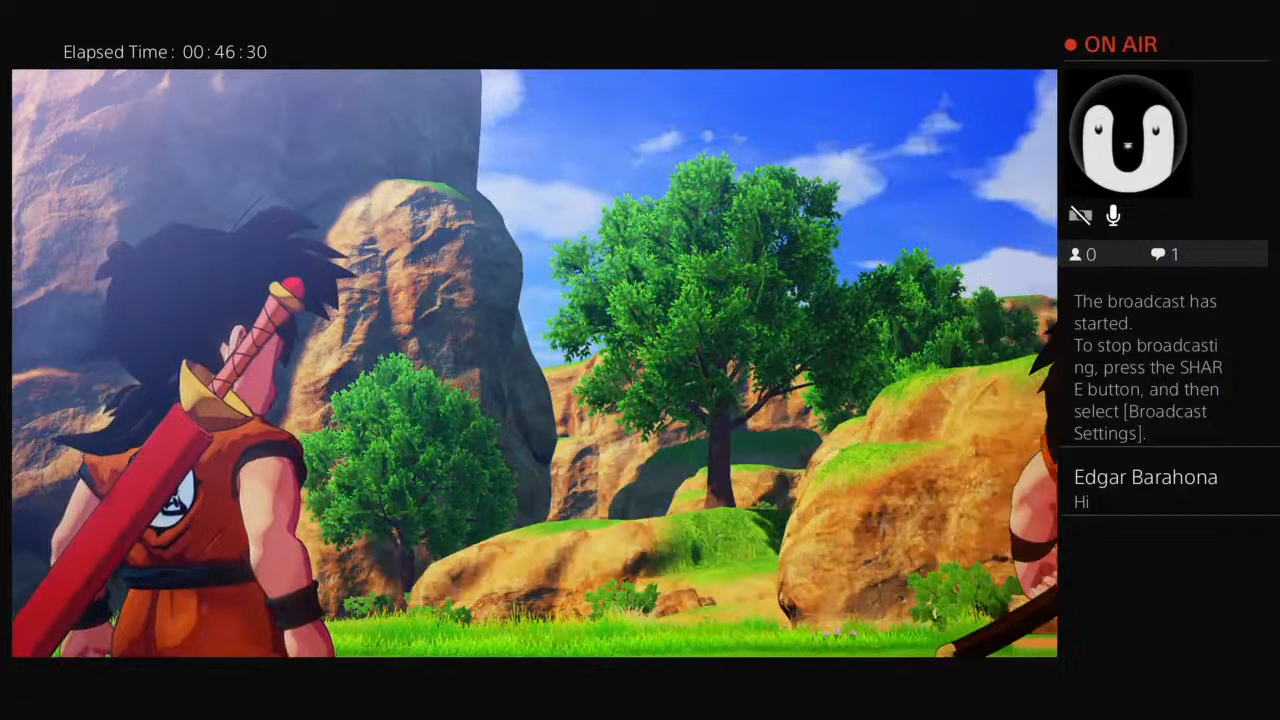 Elapsed Time: 00:46:30
ON AIR
0 1
The broadcast has
started.
To stop broadcasti
ng, press the SHAR
E button, and then
select [Broadcast
Settings].
Edgar Barahona
Hi